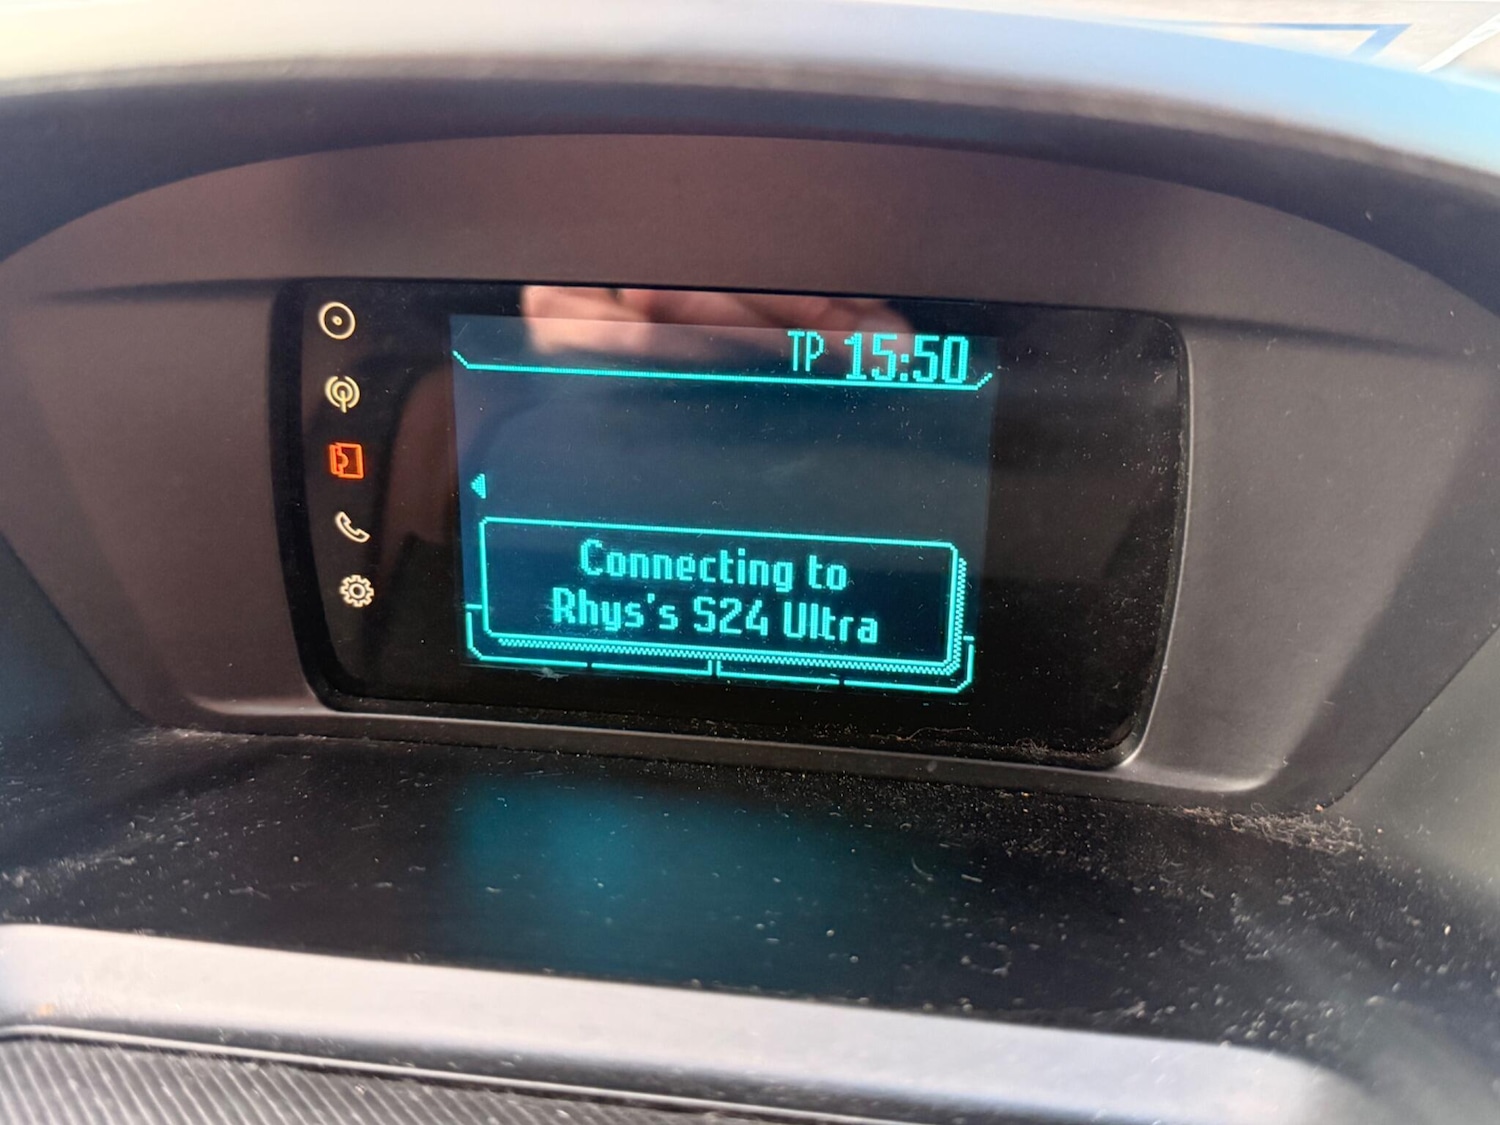 TP 15:50
Connecting to
Rhys's S24 Ultra